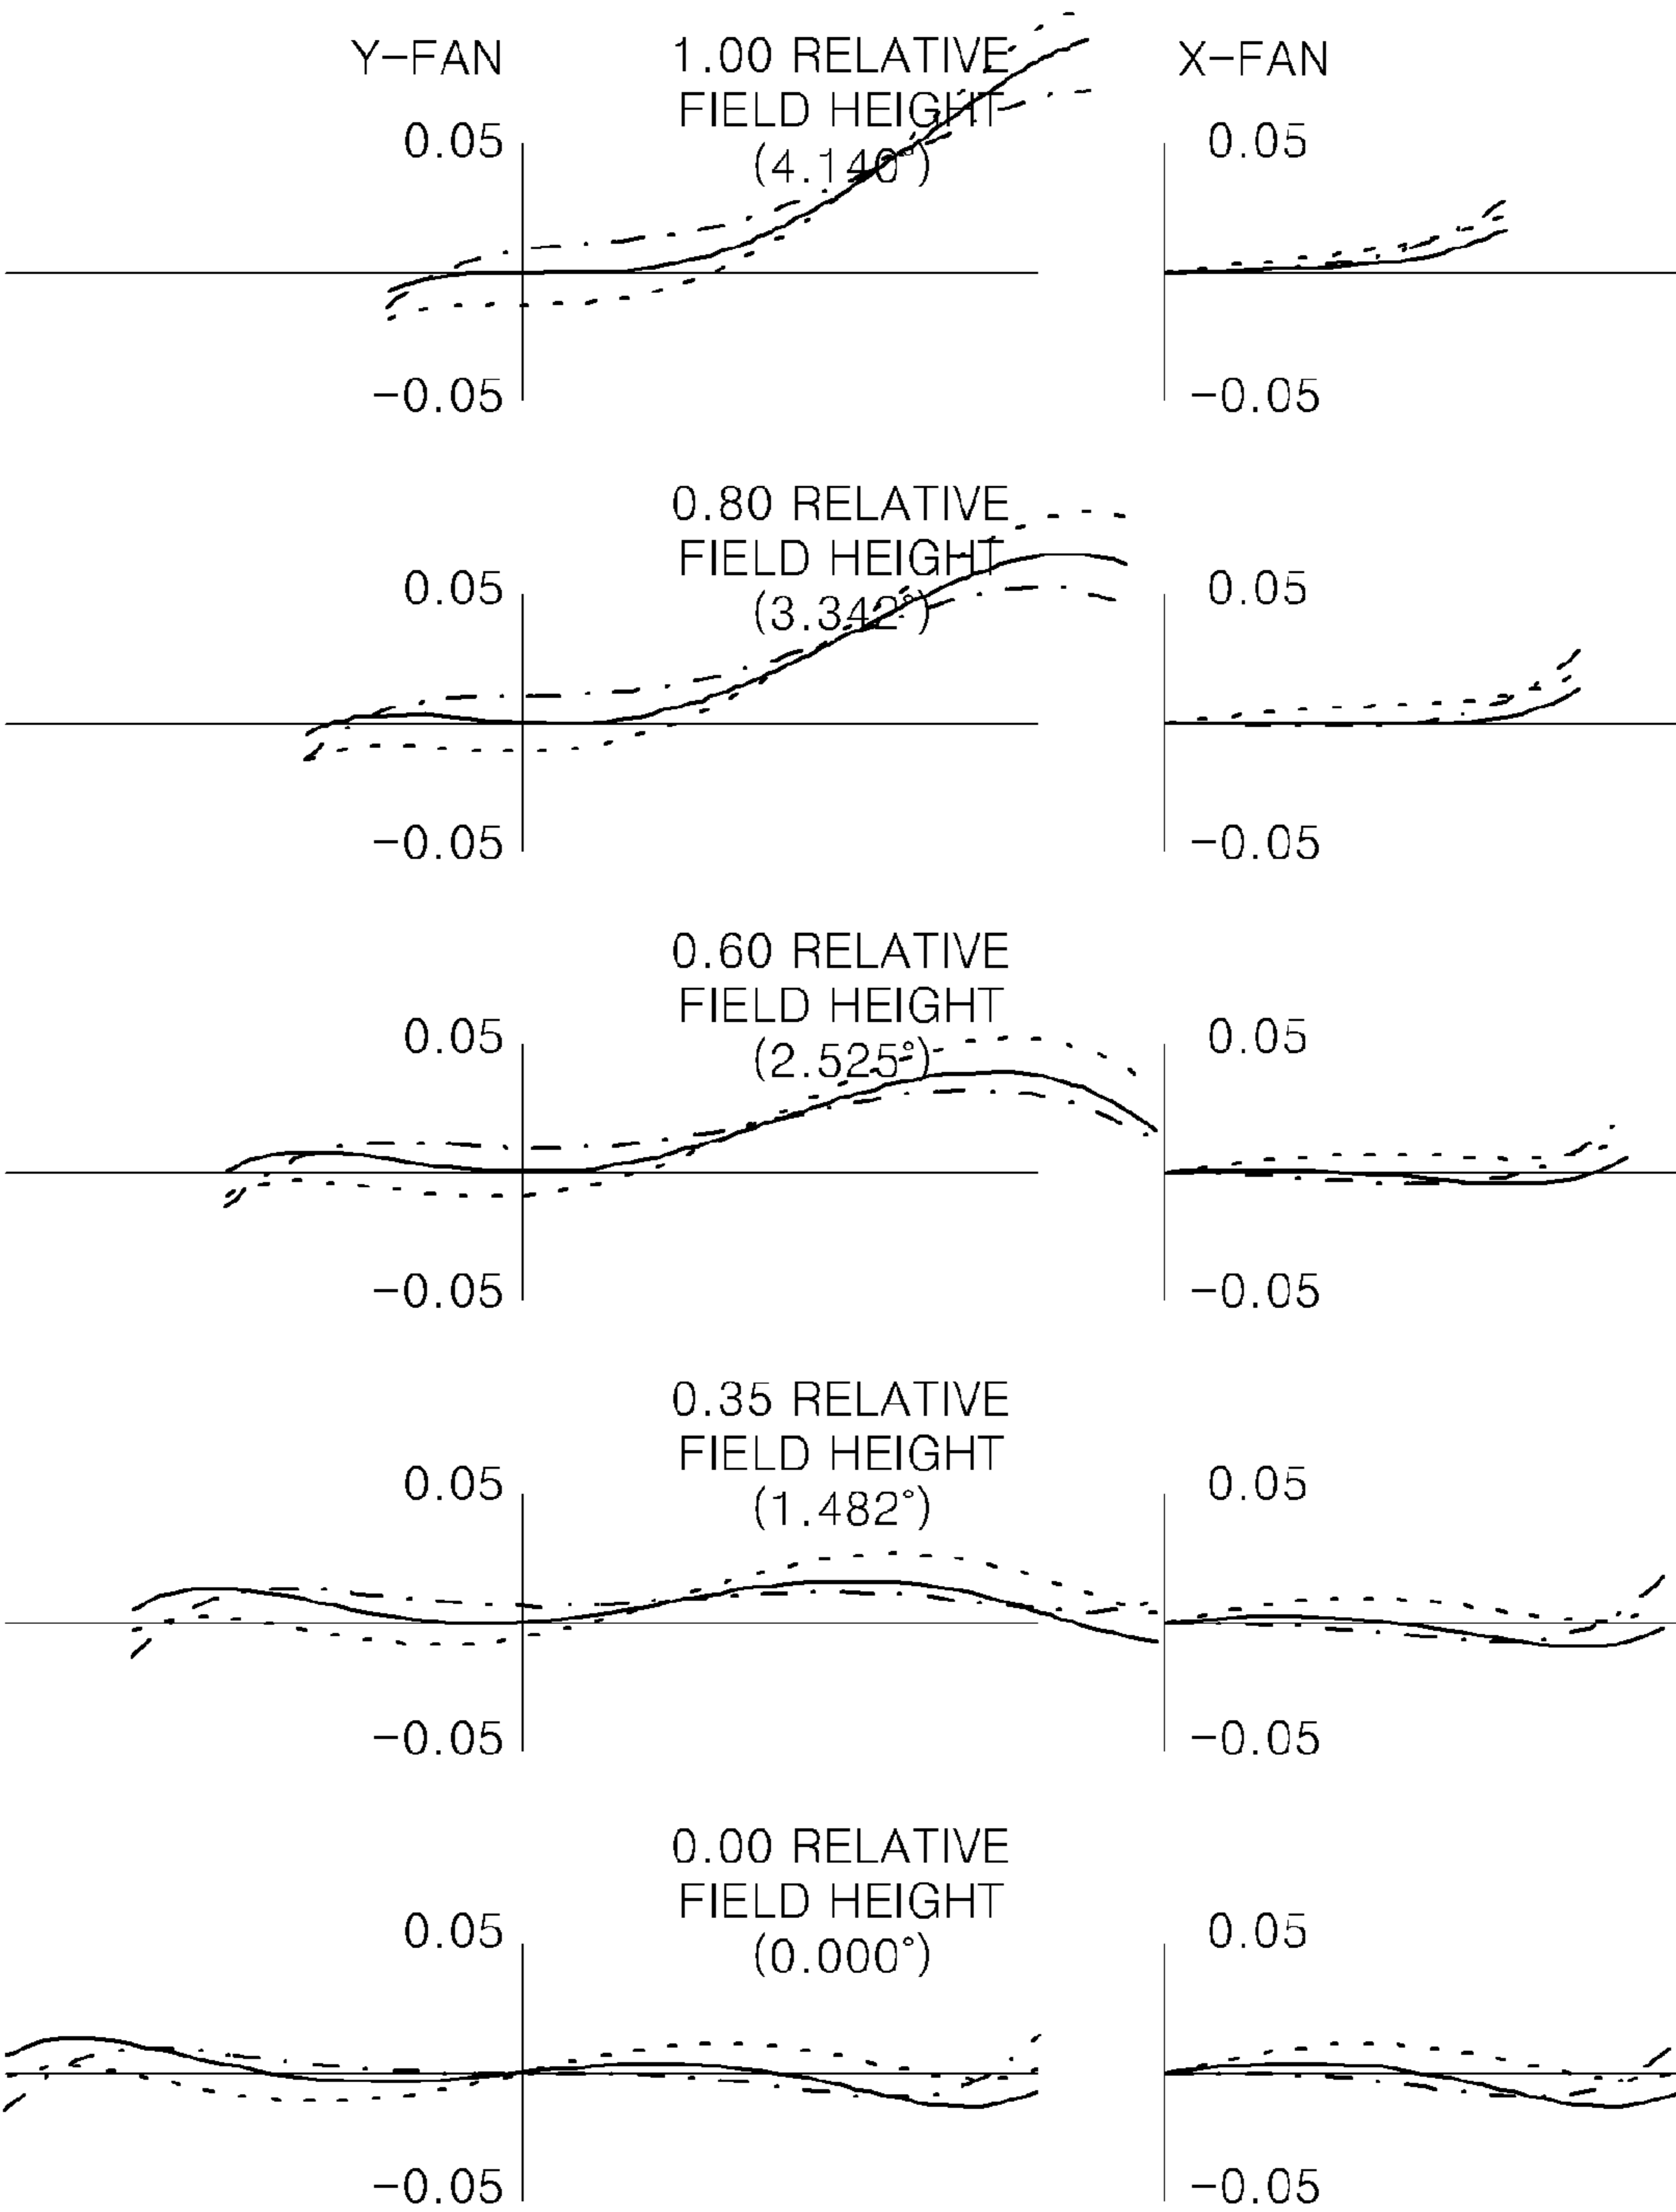 Y-FAN
1.00 RELATIVE
FIELD HEIGHT
(4.140°)
X-FAN
0.05
0.05
-0.05
-0.05
0.80 RELATIVE
FIELD HEIGHT
(3.342°)
0.05
0.05
-0.05
-0.05
0.60 RELATIVE
FIELD HEIGHT
(2.525°)
0.05
0.05
-0.05
-0.05
0.35 RELATIVE
FIELD HEIGHT
(1.482°)
0.05
0.05
-0.05
-0.05
0.00 RELATIVE
FIELD HEIGHT
(0.000°)
0.05
0.05
-0.05
-0.05